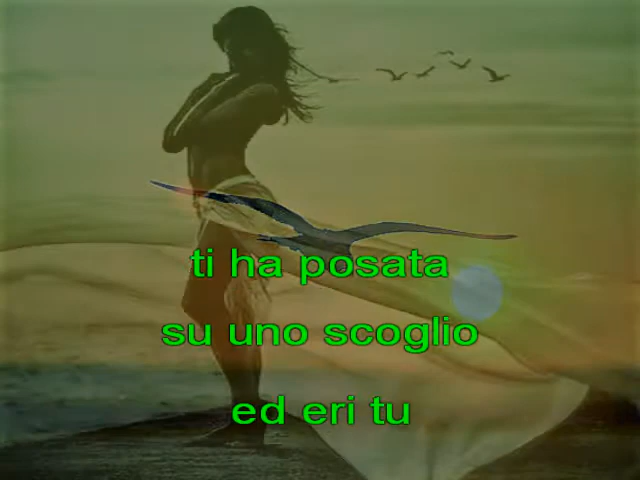 ti ha posata
su uno scoglio
ed eri tu